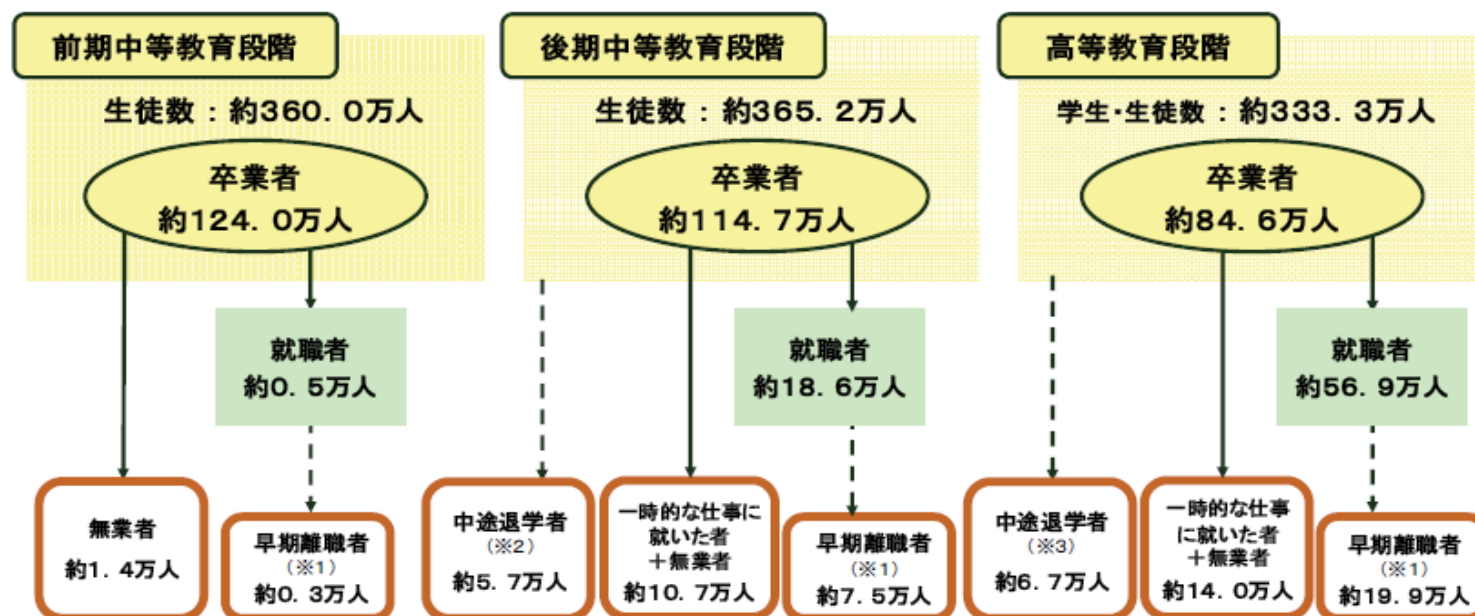 前期中等教育段階
生徒数：約360．0万人
卒業者
約124．0万人
就職者
約0．5万人
無業者
約1．4万人
早期離職者
（※1）
約0．3万人
後期中等教育段階
生徒数：約365．2万人
卒業者
約114．7万人
就職者
約18．6万人
中途退学者
（※2）
約5．7万人
一時的な仕事に
就いた者
＋無業者
約10．7万人
早期離職者
（※1）
約7．5万人
高等教育段階
学生・生徒数：約333．3万人
卒業者
約84．6万人
就職者
約56．9万人
中途退学者
（※3）
約6．7万人
一時的な仕事
に就いた者
＋無業者
約14．0万人
早期離職者
（※1）
約19．9万人